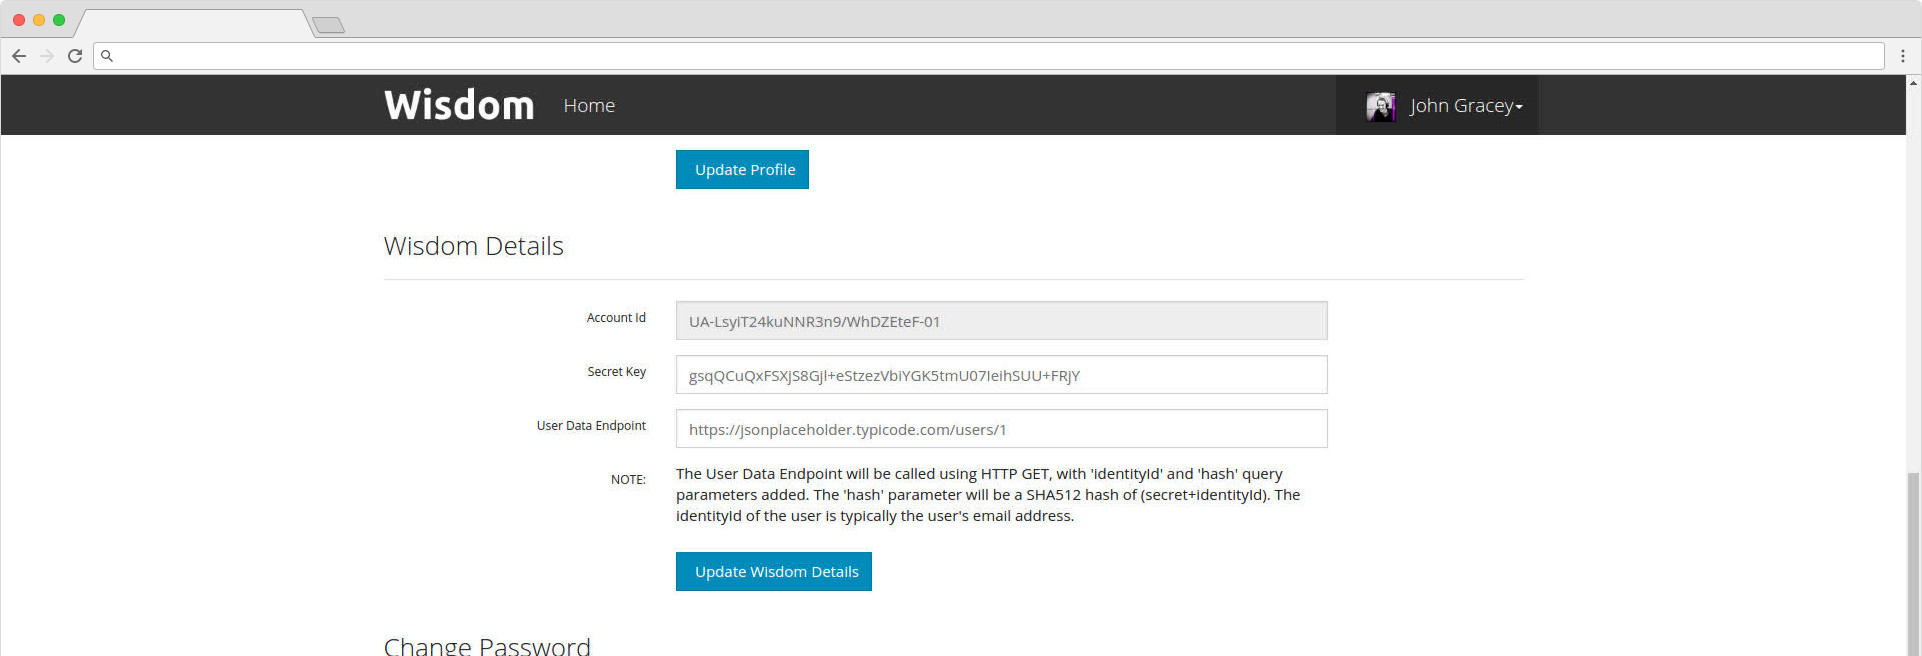 Wisdom Home John Gracey
Update Profile
Wisdom Details
Account Id UA-LsyiT24kuNNR3n9/WhDZEteF-01
Secret Key gsqQCuQxFSXjS8Gjl+eStzezVbiYGK5tmU07IeihSUU+FRjY
User Data Endpoint https://jsonplaceholder.typicode.com/users/1
NOTE: The User Data Endpoint will be called using HTTP GET, with 'identityId' and 'hash' query
parameters added. The 'hash' parameter will be a SHA512 hash of (secret+identityId). The
identityId of the user is typically the user's email address.
Update Wisdom Details
Change Password